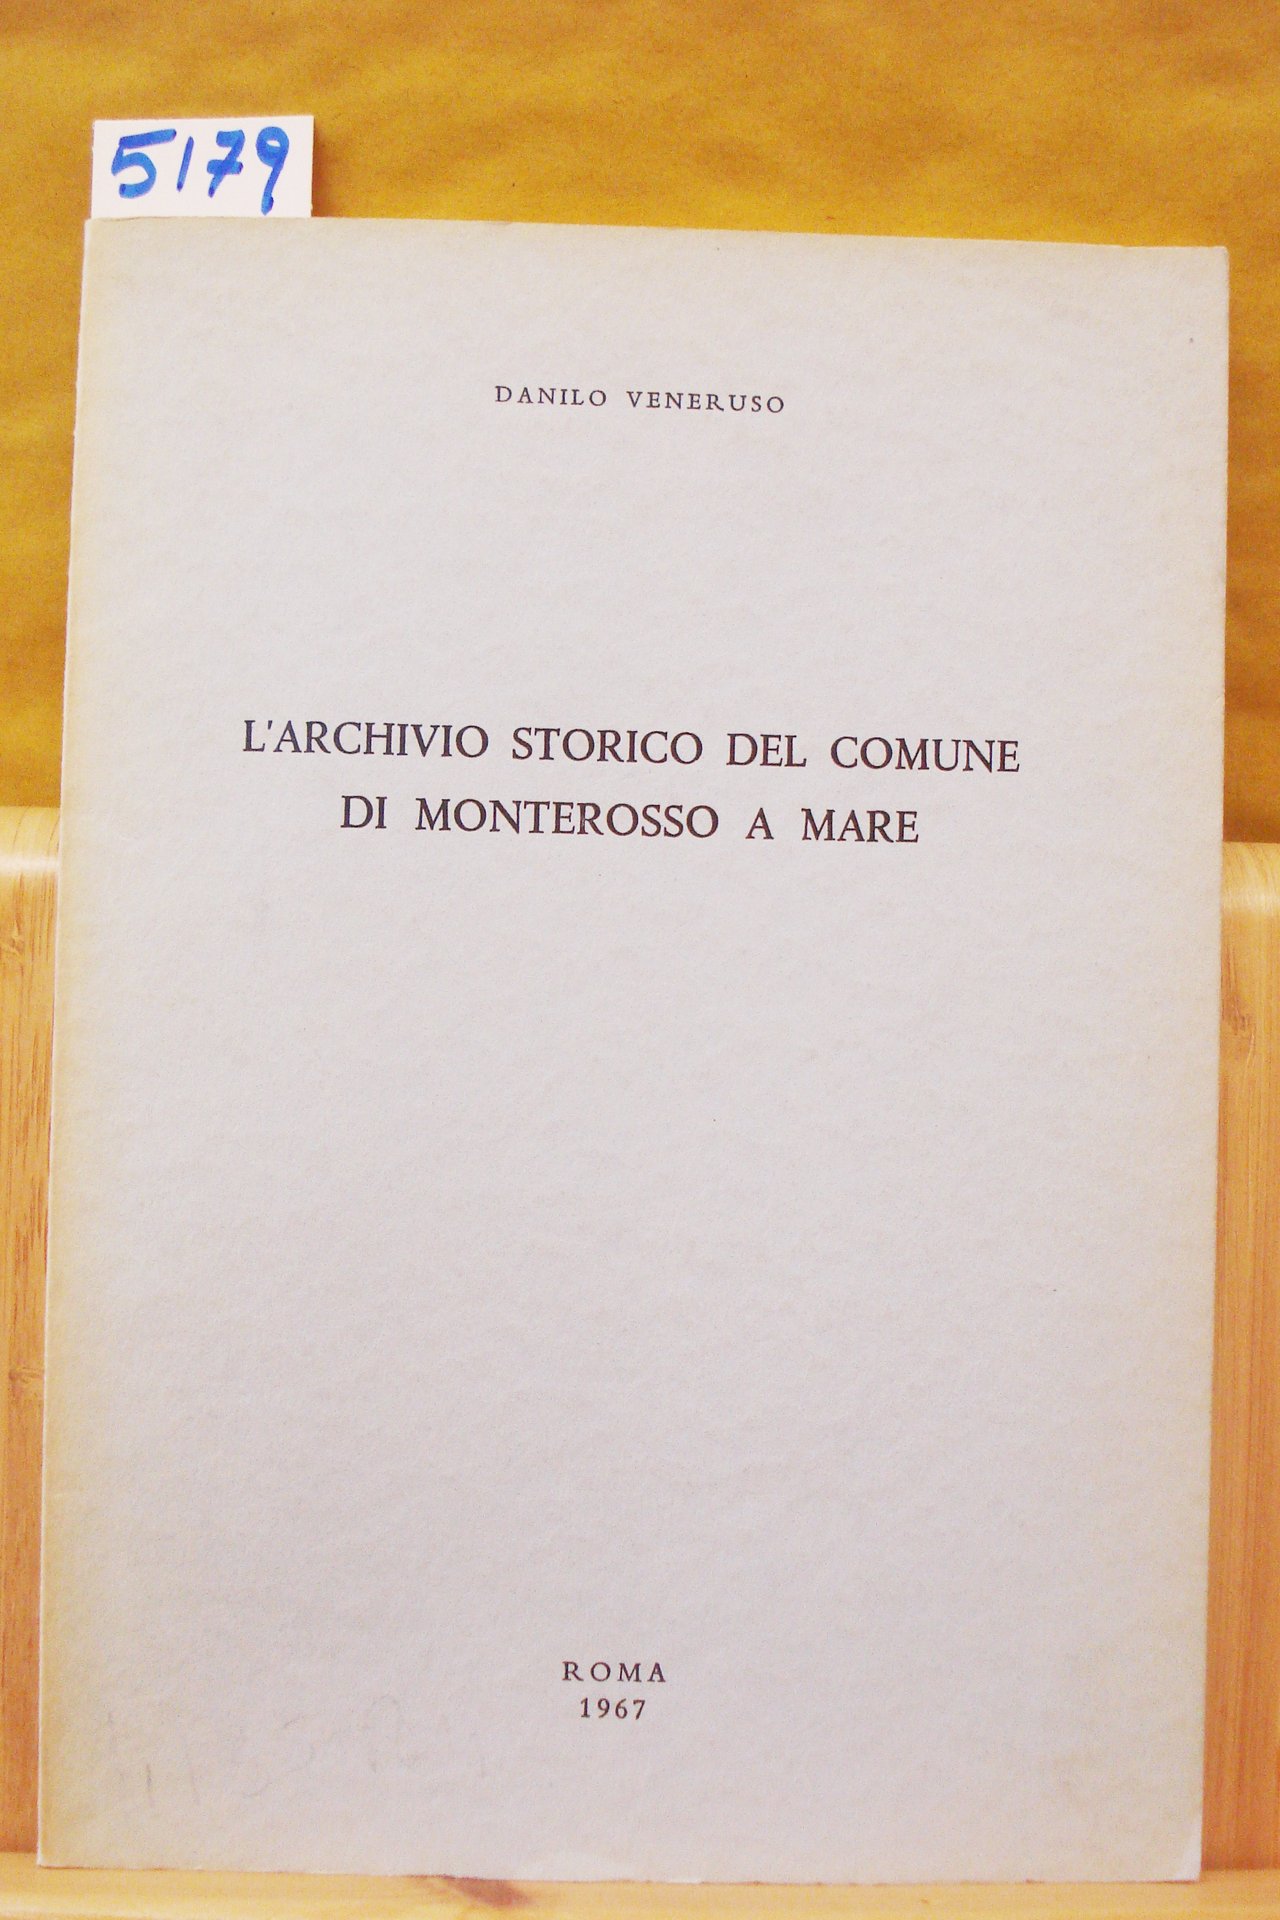 5179
DANILO VENERUSO
L'ARCHIVIO STORICO DEL COMUNE
DI MONTEROSSO A MARE
ROMA
1967